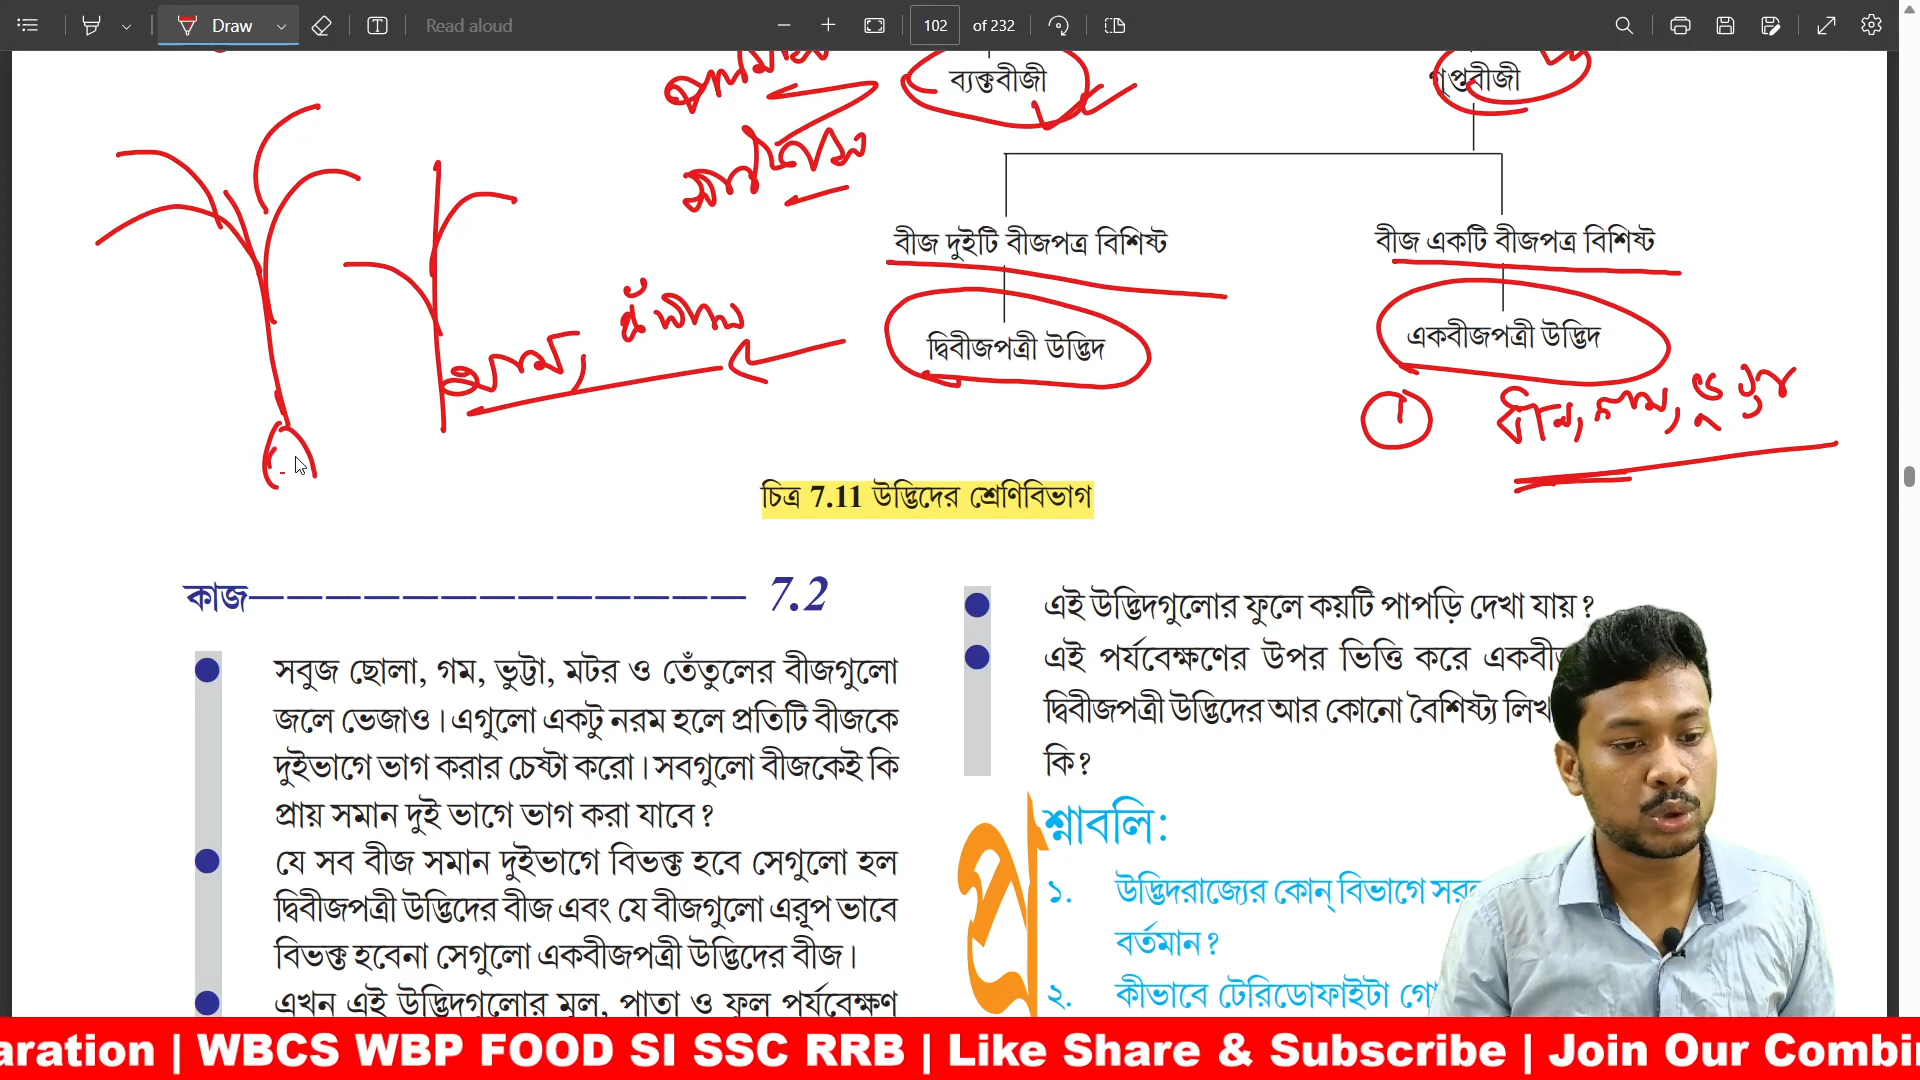 Draw
Read aloud
102 of 232
ব্যক্তবীজী
গুপ্তবীজী
বীজ দুইটি বীজপত্র বিশিষ্ট
বীজ একটি বীজপত্র বিশিষ্ট
দ্বিবীজপত্রী উদ্ভিদ
একবীজপত্রী উদ্ভিদ
আম,
ধান, গম, ভুট্টা
চিত্র 7.11 উদ্ভিদের শ্রেণিবিভাগ
কাজ 7.2
সবুজ ছোলা, গম, ভুট্টা, মটর ও তেঁতুলের বীজগুলো
জলে ভেজাও। এগুলো একটু নরম হলে প্রতিটি বীজকে
দুইভাগে ভাগ করার চেষ্টা করো। সবগুলো বীজকেই কি
প্রায় সমান দুই ভাগে ভাগ করা যাবে?
যে সব বীজ সমান দুইভাগে বিভক্ত হবে সেগুলো হল
দ্বিবীজপত্রী উদ্ভিদের বীজ এবং যে বীজগুলো এরূপ ভাবে
বিভক্ত হবেনা সেগুলো একবীজপত্রী উদ্ভিদের বীজ।
এখন এই উদ্ভিদগুলোর মূল, পাতা ও ফুল পর্যবেক্ষণ
এই উদ্ভিদগুলোর ফুলে কয়টি পাপড়ি দেখা যায়?
এই পর্যবেক্ষণের উপর ভিত্তি করে
দ্বিবীজপত্রী উদ্ভিদের আর কোনো বৈশিষ্ট্য
কি?
প্রশ্নাবলি:
১. উদ্ভিদরাজ্যের কোন্ বিভাগে
বর্তমান?
২. কীভাবে টেরিডোফাইটা
aration | WBCS WBP FOOD SI SSC RRB | Like Share & Subscribe | Join Our Combi